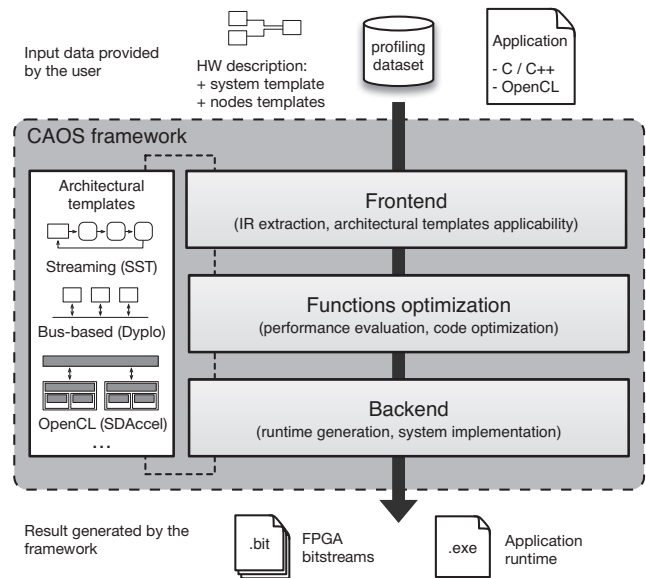 Input data provided
by the user
HW description:
+ system template
+ nodes templates
profiling
dataset
Application
- C / C++
- OpenCL
CAOS framework
Architectural
templates
Streaming (SST)
Bus-based (Dyplo)
OpenCL (SDAccel)
...
Frontend
(IR extraction, architectural templates applicability)
Functions optimization
(performance evaluation, code optimization)
Backend
(runtime generation, system implementation)
Result generated by the
framework
.bit
FPGA
bitstreams
.exe
Application
runtime